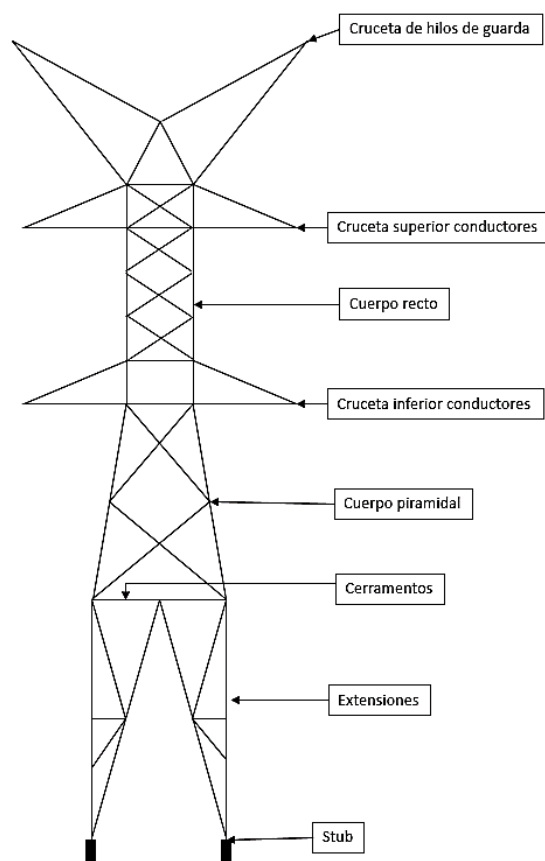 Cruceta de hilos de guarda
Cruceta superior conductores
Cuerpo recto
Cruceta inferior conductores
Cuerpo piramidal
Cerramentos
Extensiones
Stub